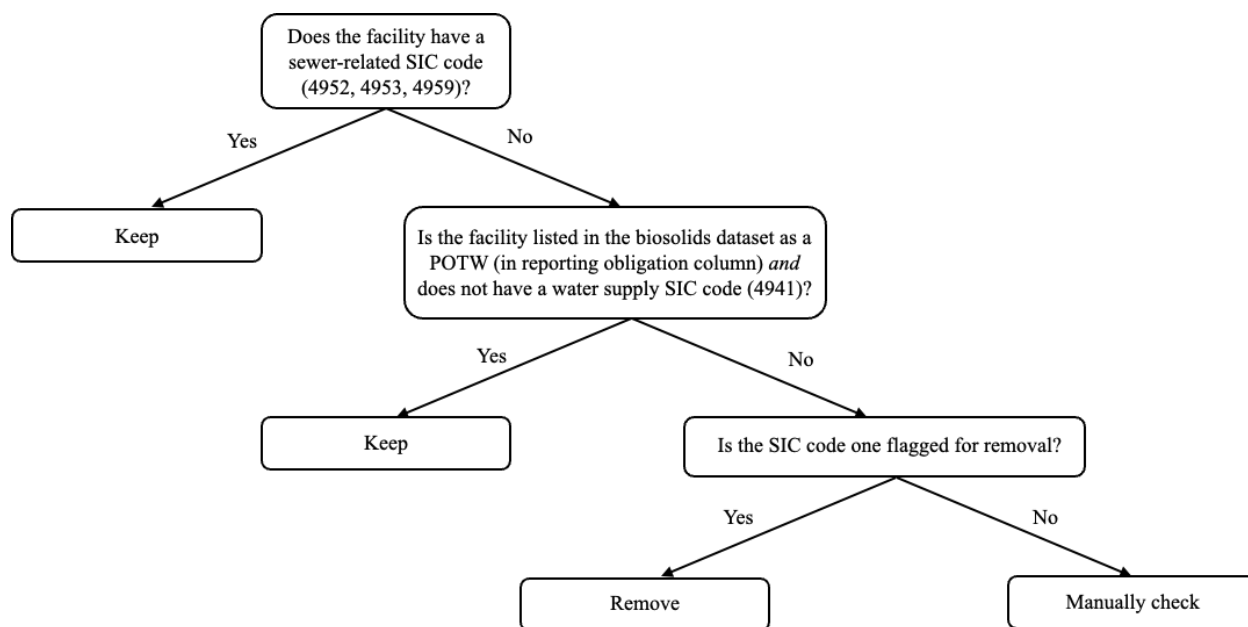 Does the facility have a
sewer-related SIC code
(4952, 4953, 4959)?
Yes
No
Keep
Is the facility listed in the biosolids dataset as a
POTW (in reporting obligation column) and
does not have a water supply SIC code (4941)?
Yes
No
Keep
Is the SIC code one flagged for removal?
Yes
No
Remove
Manually check